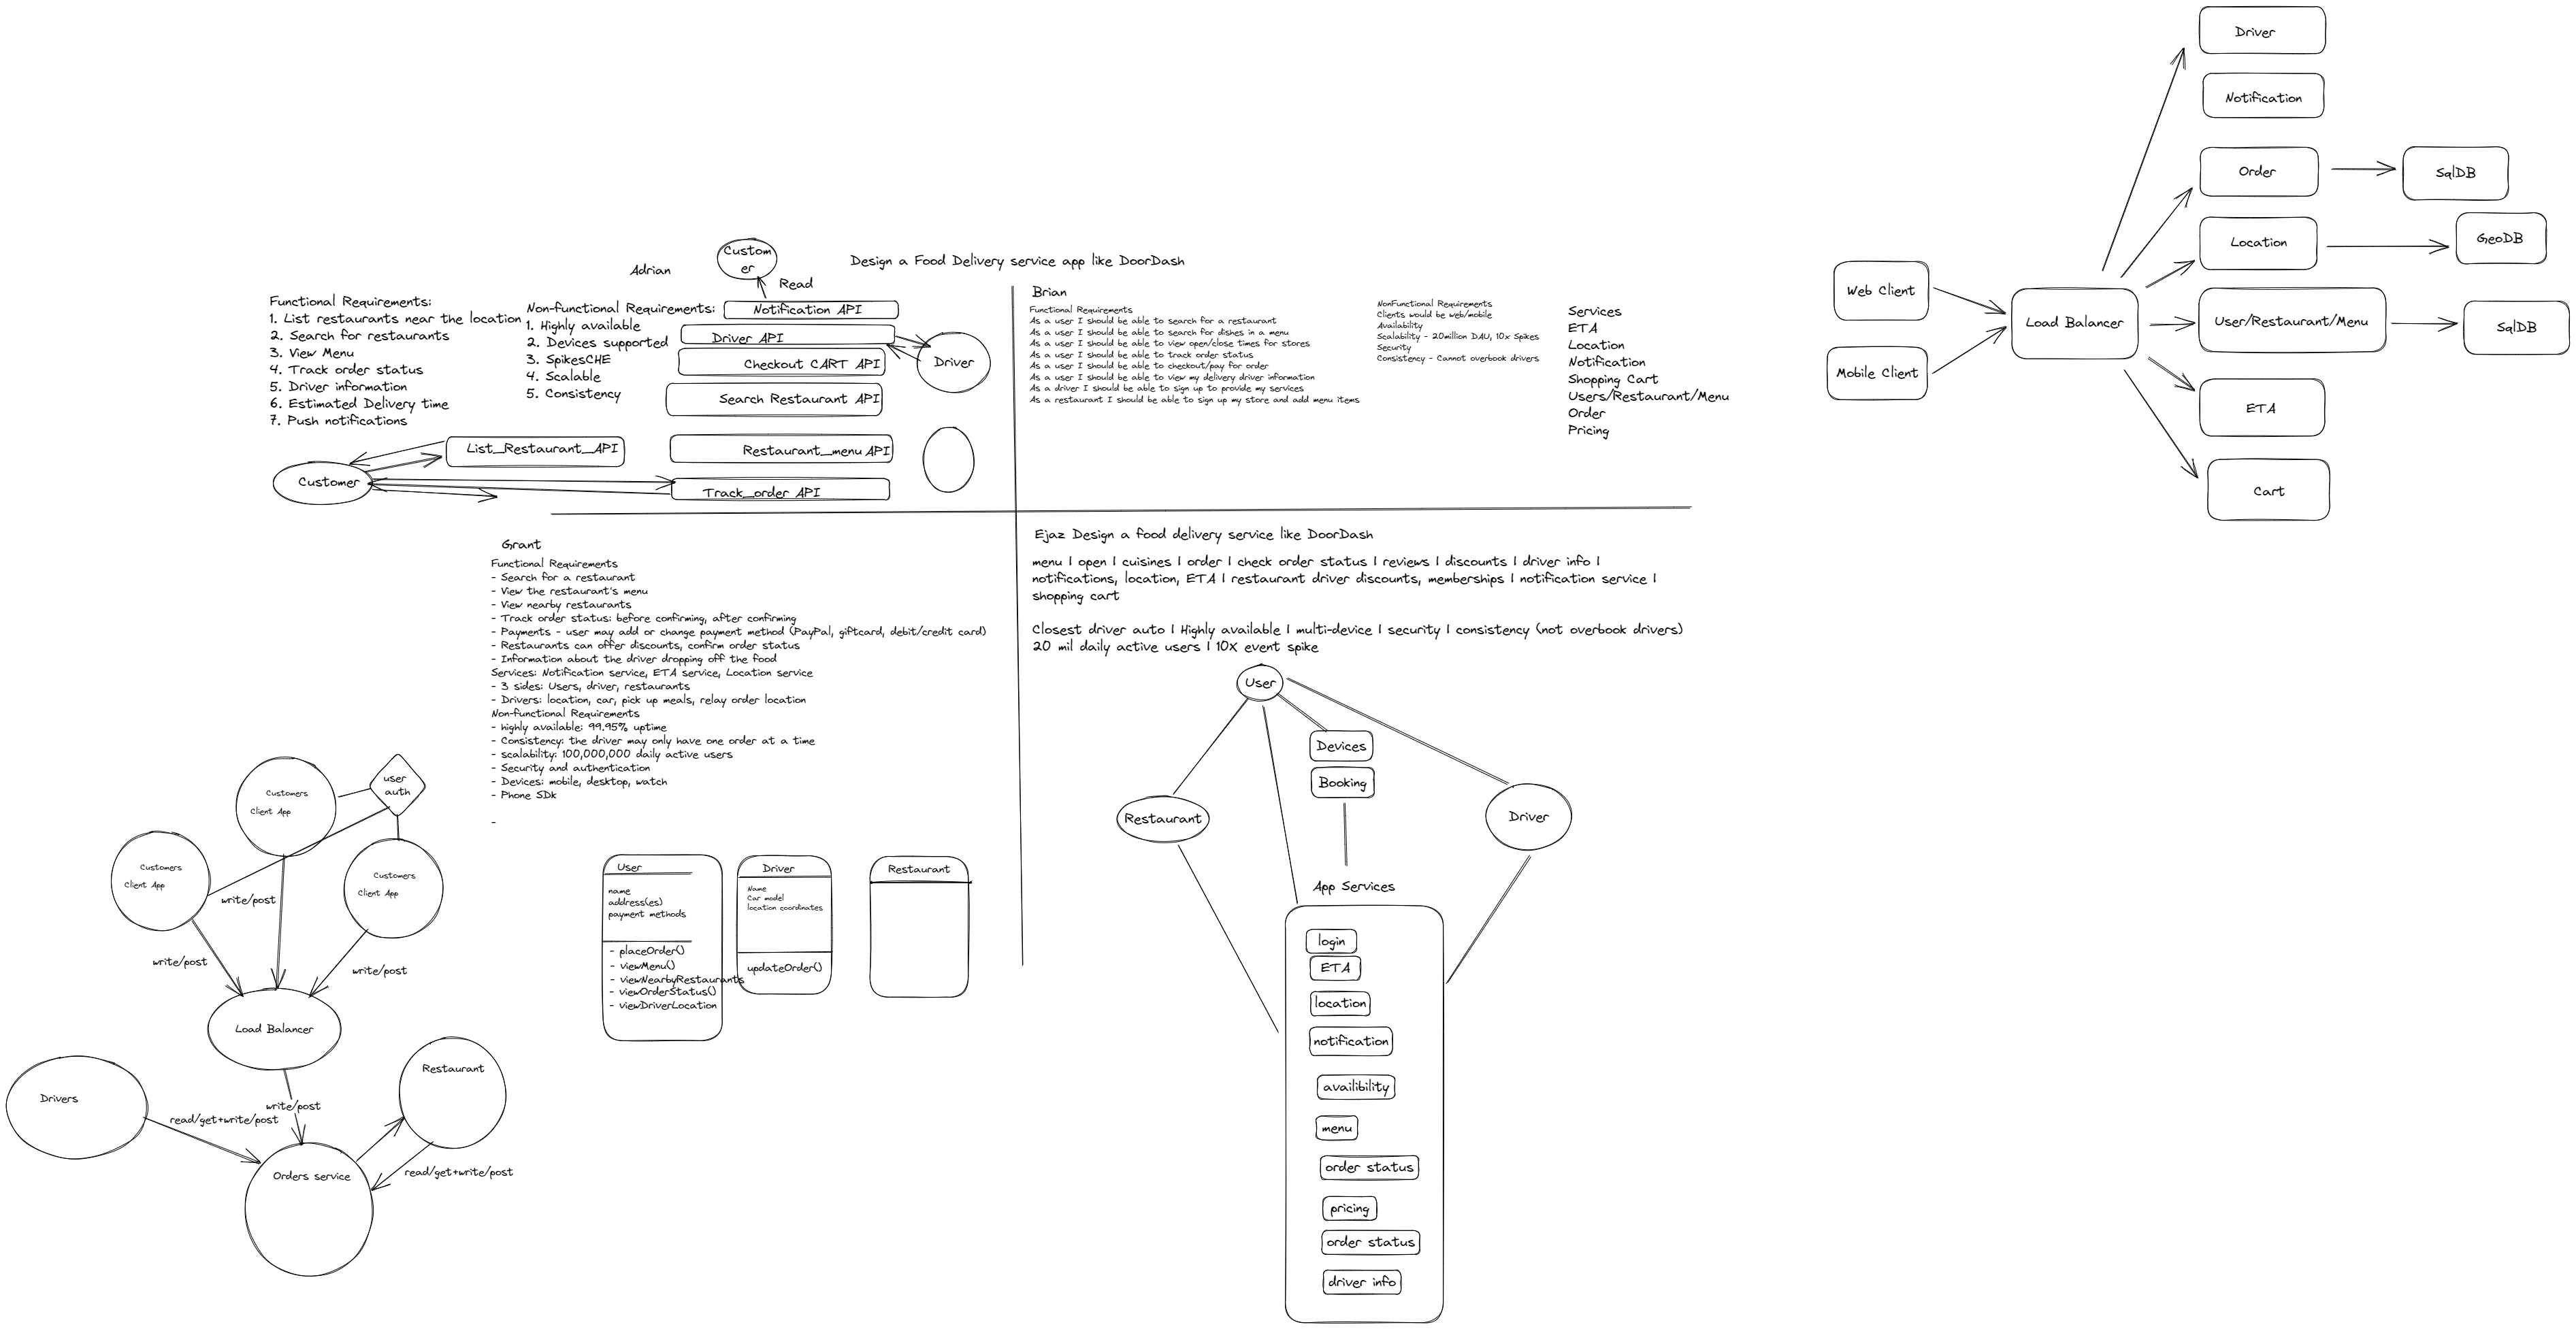 Design a Food Delivery service app like DoorDash
Adrian
Custom
er
Read
Functional Requirements:
1. List restaurants near the location
2. Search for restaurants
3. View Menu
4. Track order status
5. Driver information
6. Estimated Delivery time
7. Push notifications
Non-functional Requirements:
1. Highly available
2. Devices supported
3. SpikesCHE
4. Scalable
5. Consistency
Notification API
Driver API
Checkout CART API
Search Restaurant API
Restaurant_menu API
Track_order API
List_Restaurant_API
Customer
Driver
Brian
Functional Requirements
As a user I should be able to search for a restaurant
As a user I should be able to search for dishes in a menu
As a user I should be able to view open/close times for stores
As a user I should be able to track order status
As a user I should be able to checkout/pay for order
As a user I should be able to view my delivery driver information
As a driver I should be able to sign up to provide my services
As a restaurant I should be able to sign up my store and add menu items
NonFunctional Requirements
Clients would be web/mobile
Availability
Scalability - 20million DAU, 10x Spikes
Security
Consistency - Cannot overbook drivers
Services
ETA
Location
Notification
Shopping Cart
Users/Restaurant/Menu
Order
Pricing
Web Client
Mobile Client
Load Balancer
Driver
Notification
Order
SqlDB
Location
GeoDB
User/Restaurant/Menu
SqlDB
ETA
Cart
Grant
Functional Requirements
- Search for a restaurant
- View the restaurant's menu
- View nearby restaurants
- Track order status: before confirming, after confirming
- Payments - user may add or change payment method (PayPal, giftcard, debit/credit card)
- Restaurants can offer discounts, confirm order status
- Information about the driver dropping off the food
Services: Notification service, ETA service, Location service
- 3 sides: Users, driver, restaurants
- Drivers: location, car, pick up meals, relay order location
Non-functional Requirements
- highly available: 99.95% uptime
- Consistency: the driver may only have one order at a time
- scalability: 100,000,000 daily active users
- Security and authentication
- Devices: mobile, desktop, watch
- Phone SDk
-
User
name
address(es)
payment methods
- placeOrder()
- viewMenu()
- viewNearbyRestaurants
- viewOrderStatus()
- viewDriverLocation
Driver
Name
Car model
location coordinates
updateOrder()
Restaurant
user
auth
Customers
Client App
Customers
Client App
Customers
Client App
write/post
write/post
write/post
Load Balancer
Drivers
read/get+write/post
write/post
Restaurant
read/get+write/post
Orders service
Ejaz Design a food delivery service like DoorDash
menu | open | cuisines | order | check order status | reviews | discounts | driver info |
notifications, location, ETA | restaurant driver discounts, memberships | notification service |
shopping cart
Closest driver auto | Highly available | multi-device | security | consistency (not overbook drivers)
20 mil daily active users | 10X event spike
User
Devices
Booking
Restaurant
Driver
App Services
login
ETA
location
notification
availibility
menu
order status
pricing
order status
driver info